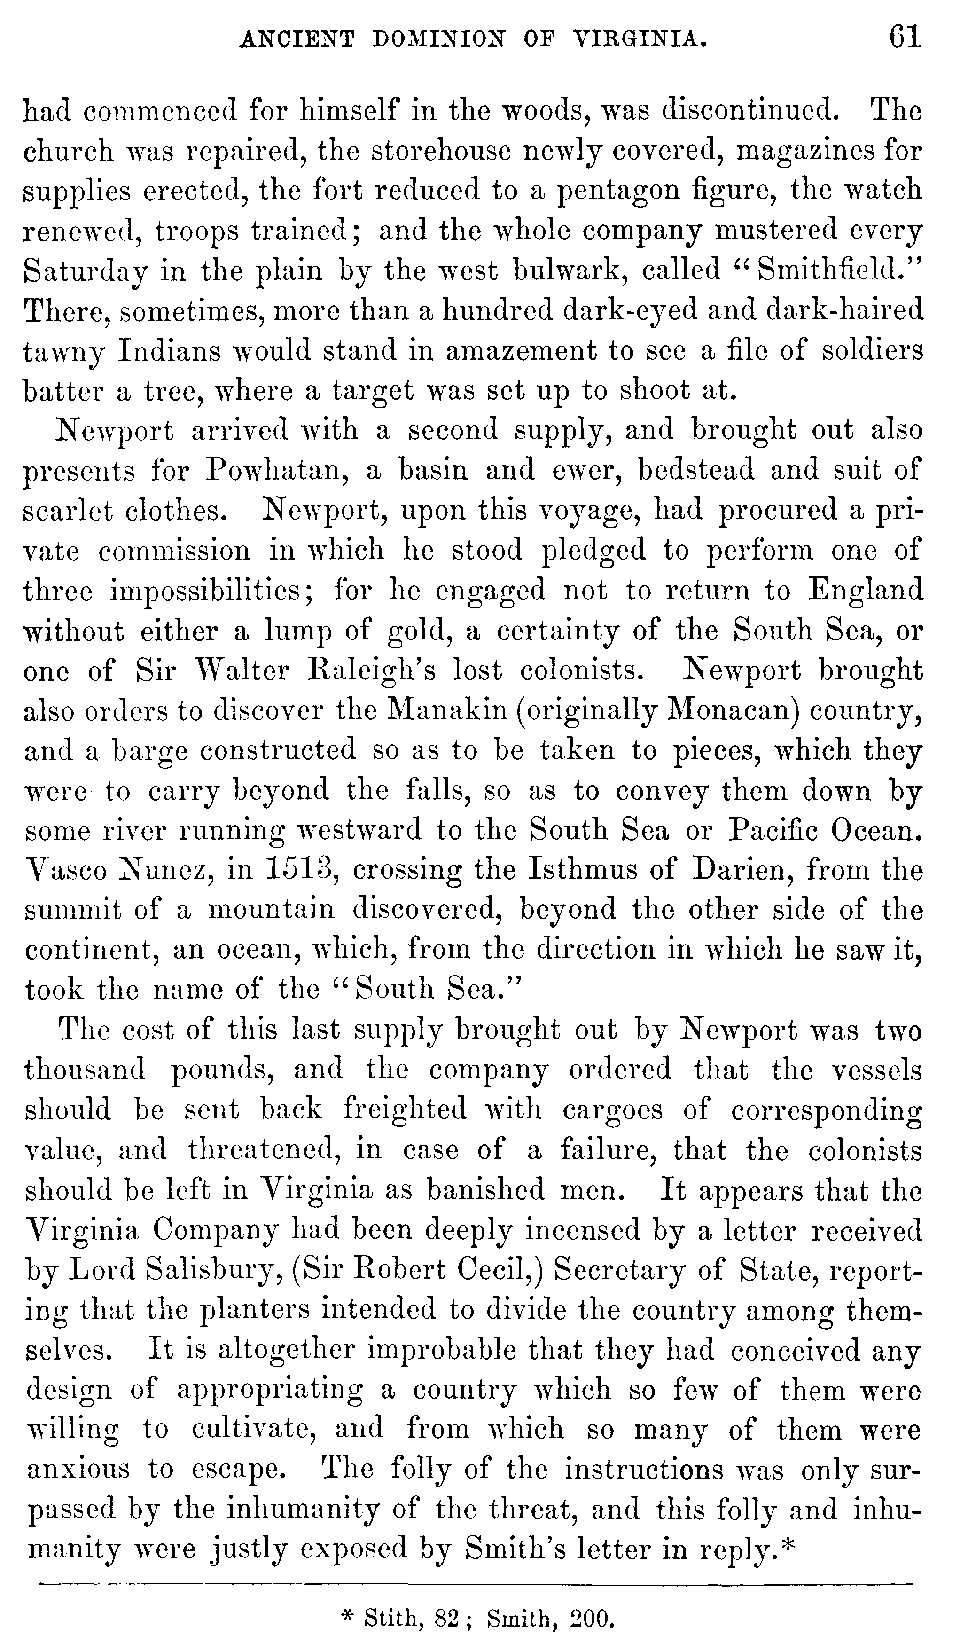 ANCIENT DOMINION OF VIRGINIA. 61
had commenced for himself in the woods, was discontinued. The
church was repaired, the storehouse newly covered, magazines for
supplies erected, the fort reduced to a pentagon figure, the watch
renewed, troops trained; and the whole company mustered every
Saturday in the plain by the west bulwark, called "Smithfield."
There, sometimes, more than a hundred dark-eyed and dark-haired
tawny Indians would stand in amazement to see a file of soldiers
batter a tree, where a target was set up to shoot at.
Newport arrived with a second supply, and brought out also
presents for Powhatan, a basin and ewer, bedstead and suit of
scarlet clothes. Newport, upon this voyage, had procured a pri-
vate commission in which he stood pledged to perform one of
three impossibilities; for he engaged not to return to England
without either a lump of gold, a certainty of the South Sea, or
one of Sir Walter Raleigh's lost colonists. Newport brought
also orders to discover the Manakin (originally Monacan) country,
and a barge constructed so as to be taken to pieces, which they
were to carry beyond the falls, so as to convey them down by
some river running westward to the South Sea or Pacific Ocean.
Vasco Nunez, in 1513, crossing the Isthmus of Darien, from the
summit of a mountain discovered, beyond the other side of the
continent, an ocean, which, from the direction in which he saw it,
took the name of the "South Sea."
The cost of this last supply brought out by Newport was two
thousand pounds, and the company ordered that the vessels
should be sent back freighted with cargoes of corresponding
value, and threatened, in case of a failure, that the colonists
should be left in Virginia as banished men. It appears that the
Virginia Company had been deeply incensed by a letter received
by Lord Salisbury, (Sir Robert Cecil,) Secretary of State, report-
ing that the planters intended to divide the country among them-
selves. It is altogether improbable that they had conceived any
design of appropriating a country which so few of them were
willing to cultivate, and from which so many of them were
anxious to escape. The folly of the instructions was only sur-
passed by the inhumanity of the threat, and this folly and inhu-
manity were justly exposed by Smith's letter in reply.*
* Stith, 82; Smith, 200.